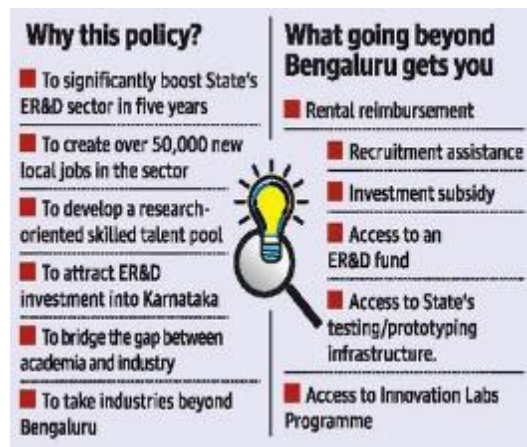 Why this policy?
To significantly boost State's
ER&D sector in five years
To create over 50,000 new
local jobs in the sector
To develop a research-
oriented skilled talent pool
To attract ER&D
investment into Karnataka
To bridge the gap between
academia and industry
To take industries beyond
Bengaluru
What going beyond
Bengaluru gets you
Rental reimbursement
Recruitment assistance
Investment subsidy
Access to an
ER&D fund
Access to State's
testing/prototyping
infrastructure.
Access to Innovation Labs
Programme